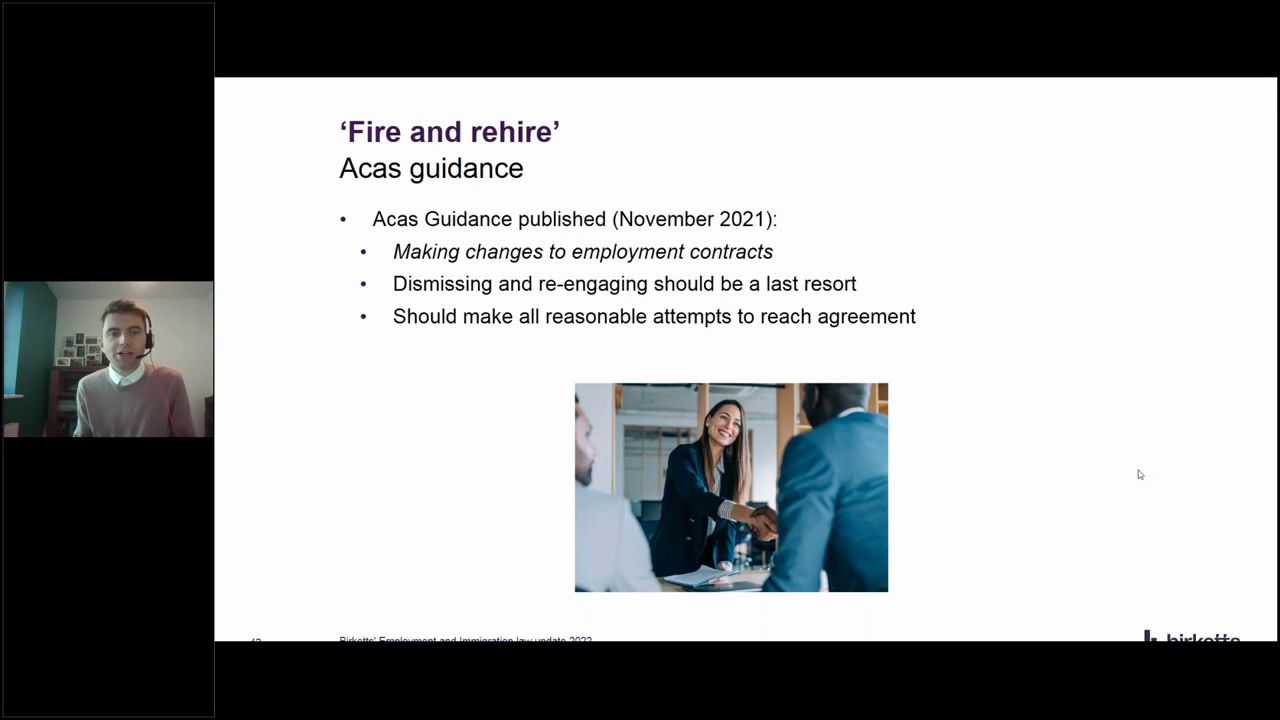 ‘Fire and rehire’
Acas guidance
• Acas Guidance published (November 2021):
• Making changes to employment contracts
• Dismissing and re-engaging should be a last resort
• Should make all reasonable attempts to reach agreement
Birketts' Employment and Immigration law update 2022
birketts